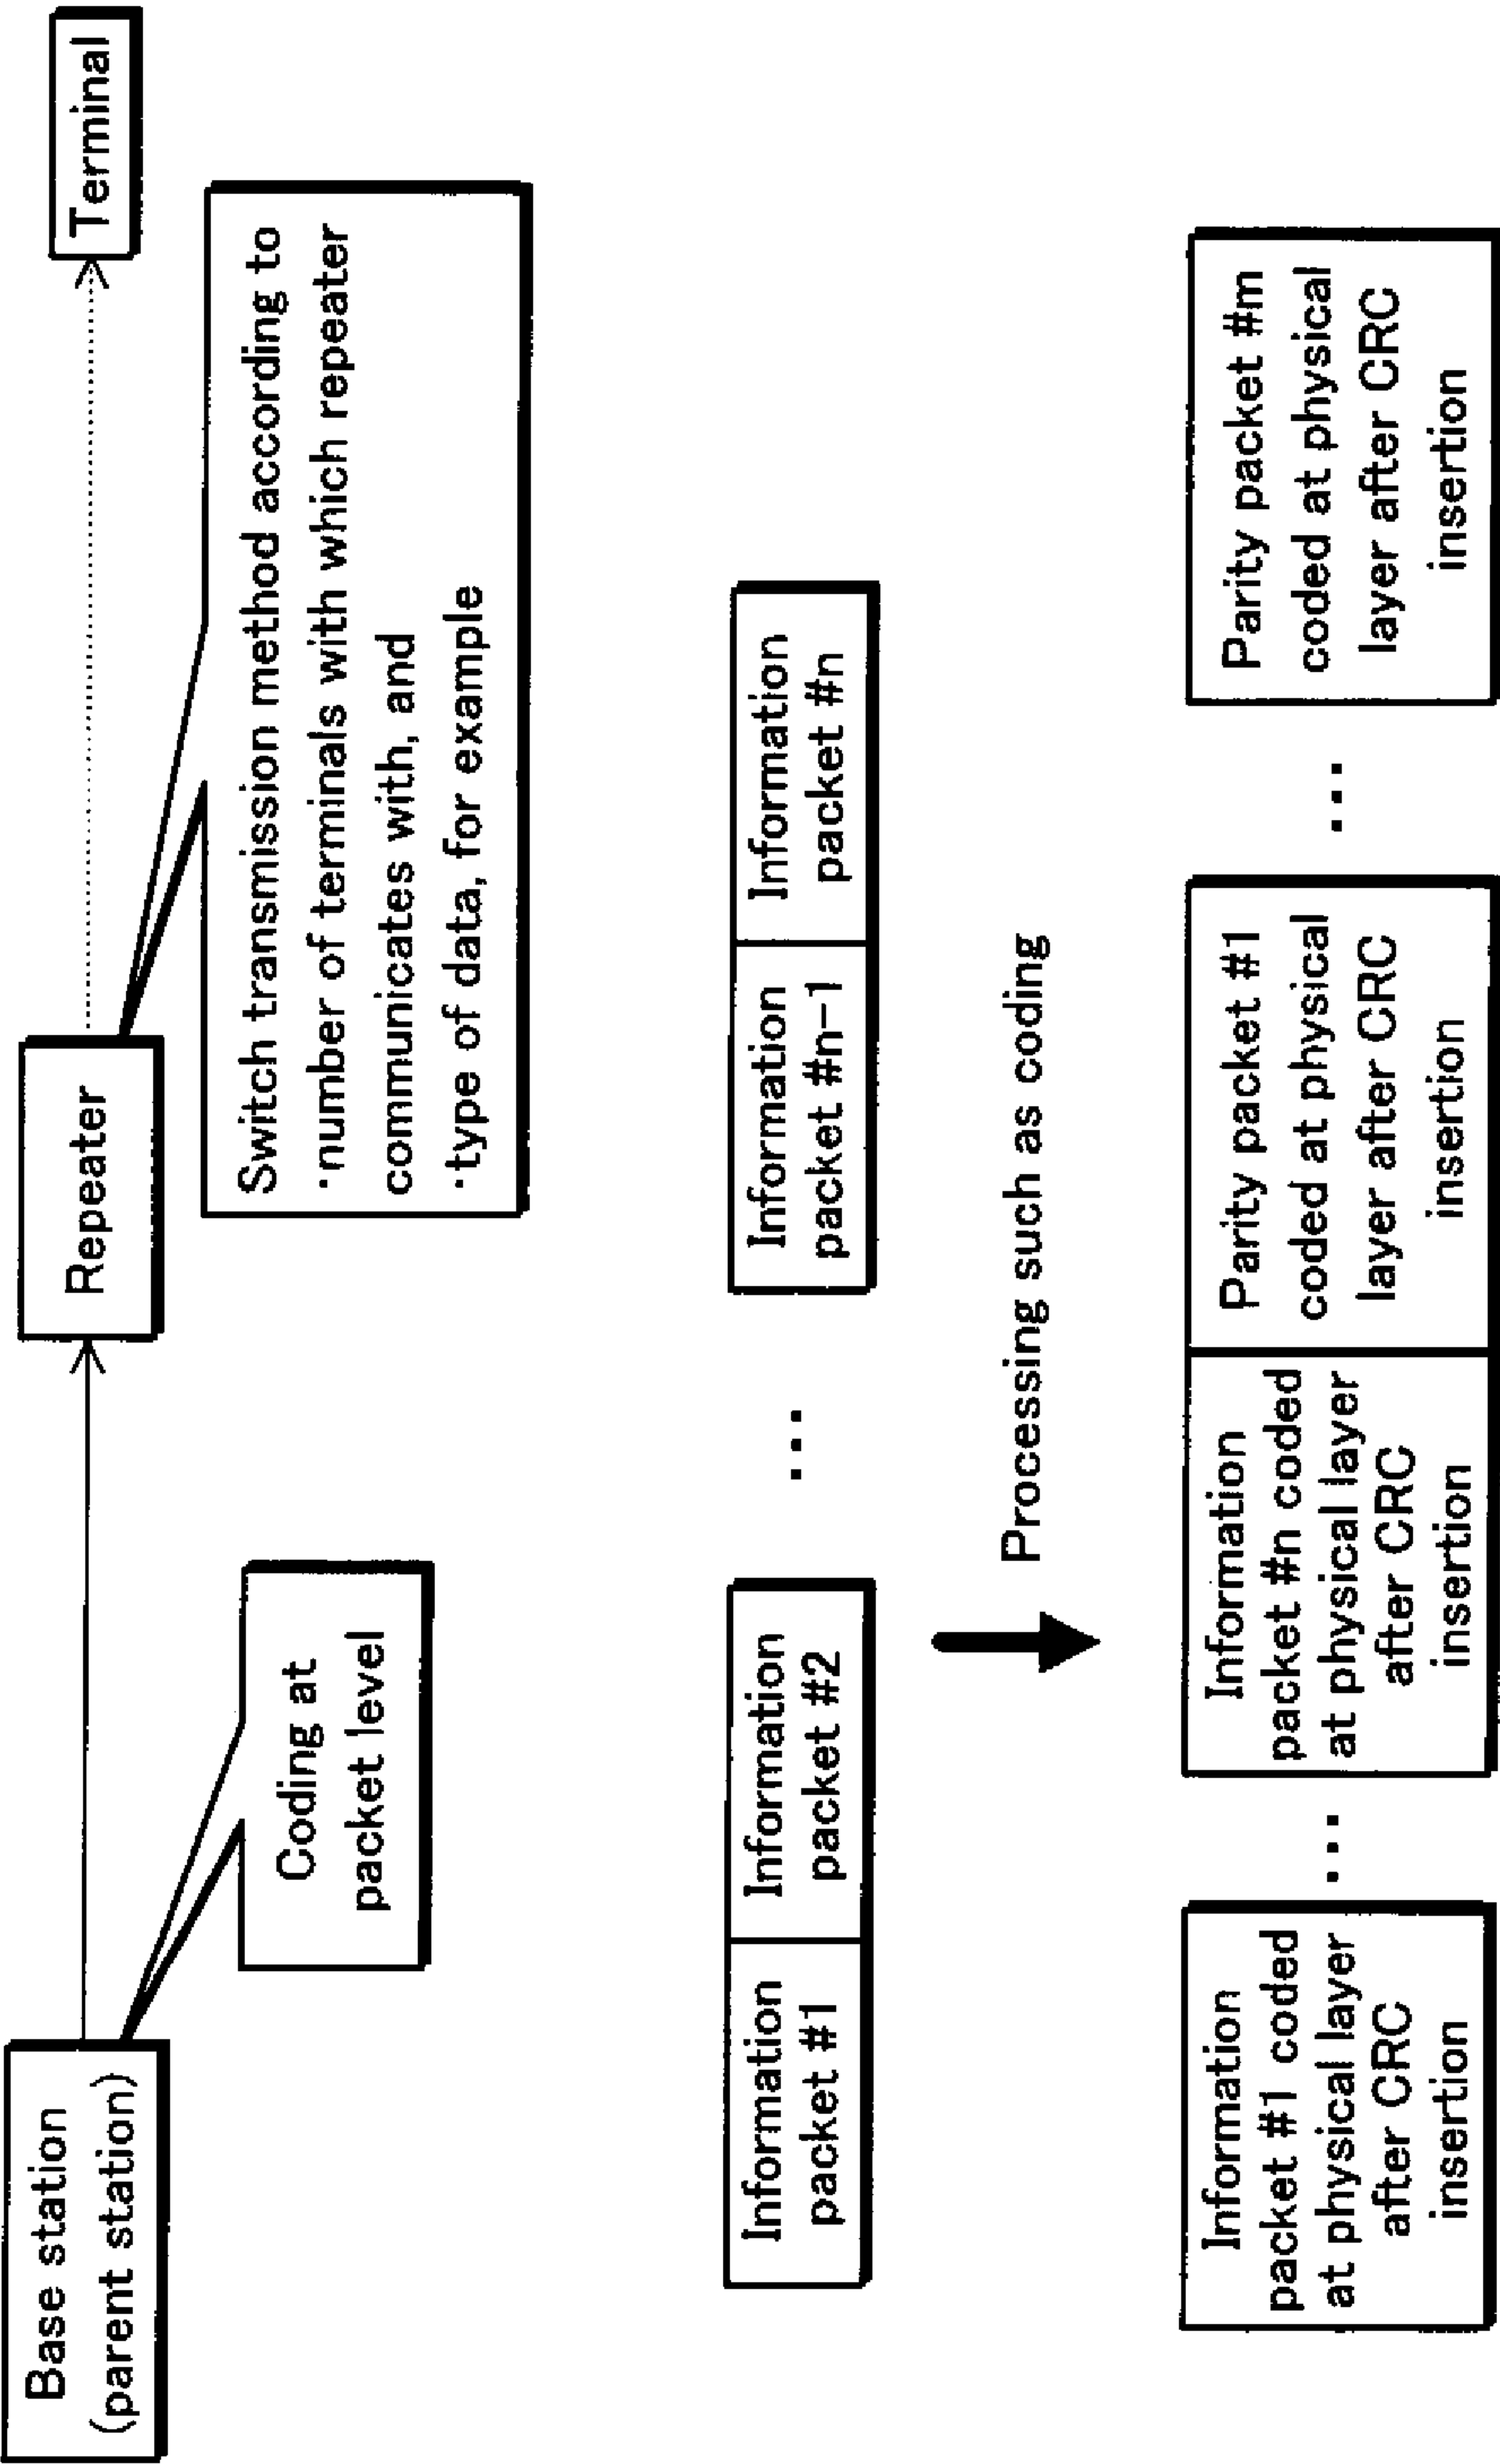 Base station
(parent station)
Repeater
Terminal
Coding at
packet level
Switch transmission method according to
·number of terminals with which repeater
communicates with, and
·type of data, for example
Information
packet #1
Information
packet #2
...
Information
packet #n-1
Information
packet #n
Processing such as coding
Information
packet #1 coded
at physical layer
after CRC
insertion
...
Information
packet #n coded
at physical layer
after CRC
insertion
Parity packet #1
coded at physical
layer after CRC
insertion
...
Parity packet #m
coded at physical
layer after CRC
insertion